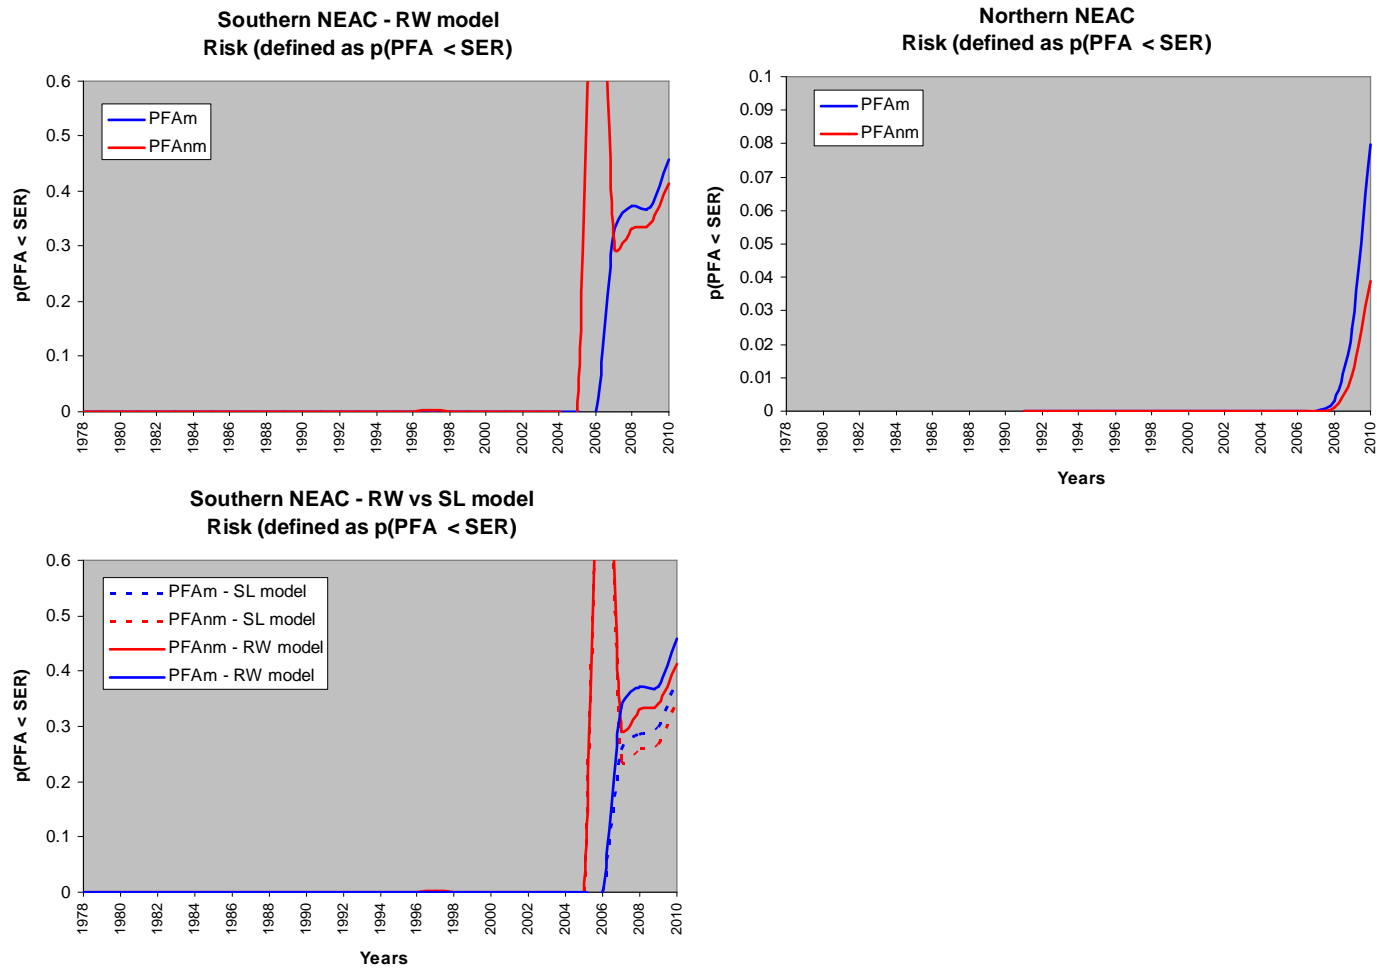 Southern NEAC - RW model
Risk (defined as p(PFA < SER)
0.6
0.5
0.4
0.3
0.2
0.1
0
p(PFA < SER)
PFAm
PFAnm
1978 1980 1982 1984 1986 1988 1990 1992 1994 1996 1998 2000 2002 2004 2006 2008 2010
Northern NEAC
Risk (defined as p(PFA < SER)
0.1
0.09
0.08
0.07
0.06
0.05
0.04
0.03
0.02
0.01
0
p(PFA < SER)
PFAm
PFAnm
1978 1980 1982 1984 1986 1988 1990 1992 1994 1996 1998 2000 2002 2004 2006 2008 2010
Years
Southern NEAC - RW vs SL model
Risk (defined as p(PFA < SER)
0.6
0.5
0.4
0.3
0.2
0.1
0
p(PFA < SER)
PFAm - SL model
PFAnm - SL model
PFAnm - RW model
PFAm - RW model
1978 1980 1982 1984 1986 1988 1990 1992 1994 1996 1998 2000 2002 2004 2006 2008 2010
Years